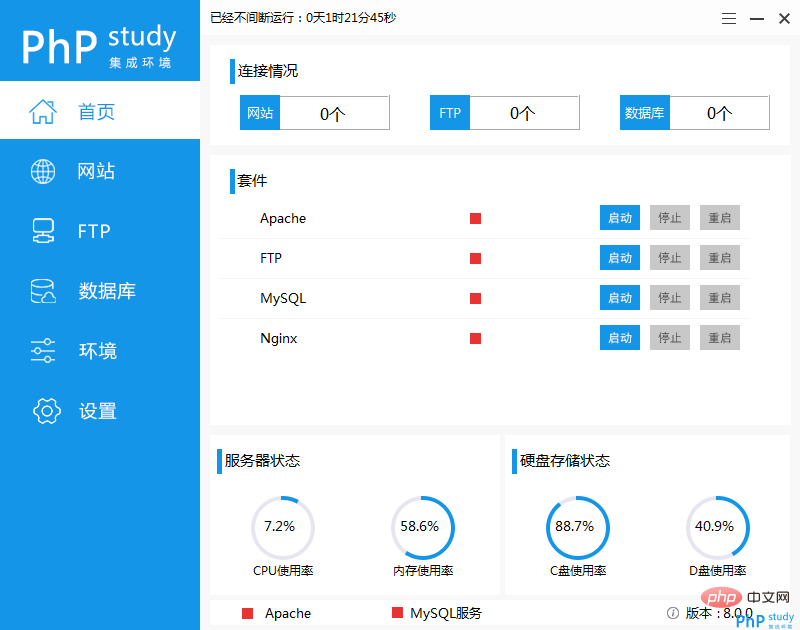 PhP study
集成环境
已经不间断运行：0天1时21分45秒
首页
网站
FTP
数据库
环境
设置
连接情况
网站 0个 FTP 0个 数据库 0个
套件
Apache 启动 停止 重启
FTP 启动 停止 重启
MySQL 启动 停止 重启
Nginx 启动 停止 重启
服务器状态
7.2% 58.6%
CPU使用率 内存使用率
硬盘存储状态
88.7% 40.9%
C盘使用率 D盘使用率
Apache MySQL服务 版本：8.0.0
php 中文网
PhP study
集成环境